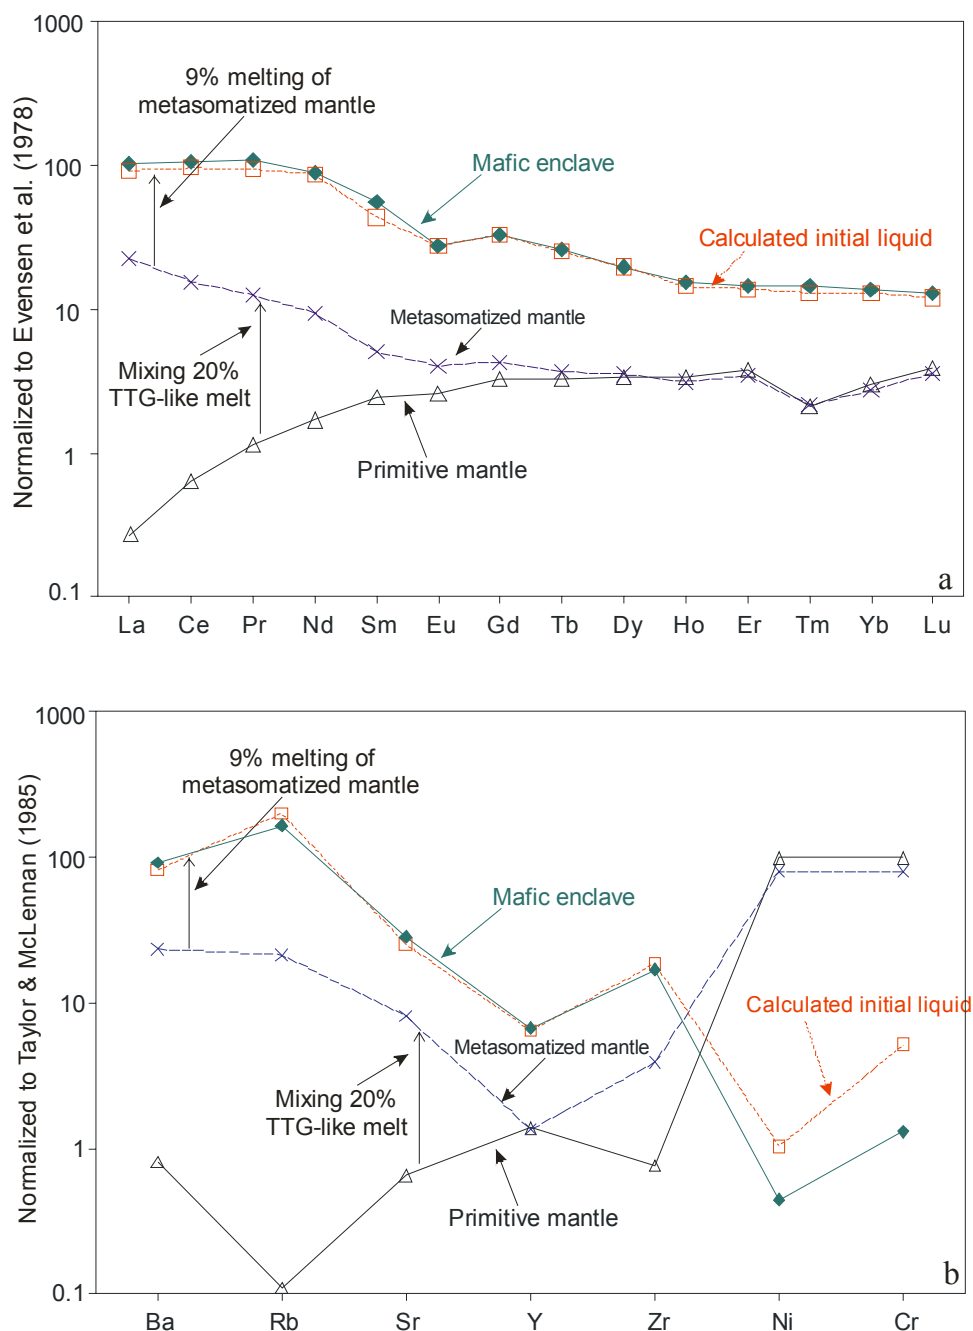 1000
9% melting of
metasomatized mantle
Mafic enclave
100
Calculated initial liquid
Normalized to Evensen et al. (1978)
10
Metasomatized mantle
Mixing 20%
TTG-like melt
1
Primitive mantle
0.1
a
La Ce Pr Nd Sm Eu Gd Tb Dy Ho Er Tm Yb Lu
1000
9% melting of
metasomatized mantle
100
Mafic enclave
Normalized to Taylor & McLennan (1985)
10
Calculated initial liquid
Metasomatized mantle
Mixing 20%
TTG-like melt
1
Primitive mantle
0.1
b
Ba Rb Sr Y Zr Ni Cr